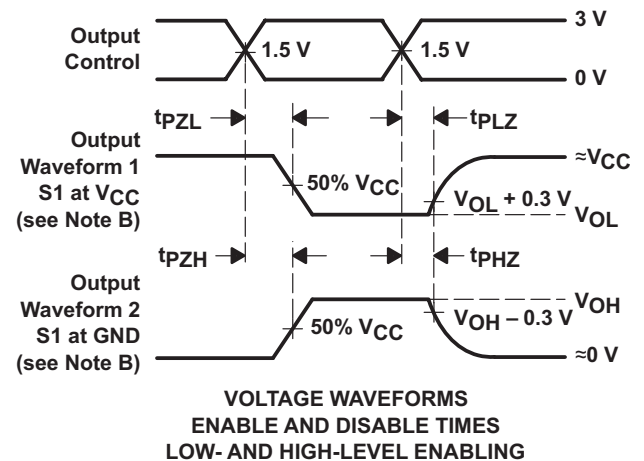 Output
Control
1.5 V
1.5 V
3 V
0 V
tPZL
tPLZ
Output
Waveform 1
S1 at VCC
(see Note B)
50% VCC
≈VCC
VOL + 0.3 V
VOL
tPZH
tPHZ
Output
Waveform 2
S1 at GND
(see Note B)
50% VCC
VOH
VOH – 0.3 V
≈0 V
VOLTAGE WAVEFORMS
ENABLE AND DISABLE TIMES
LOW- AND HIGH-LEVEL ENABLING